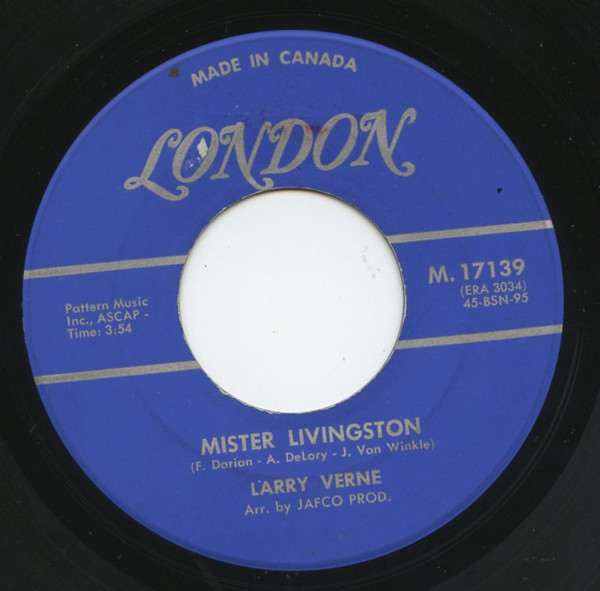 MADE IN CANADA
LONDON
M. 17139
(ERA 3034)
45-BSN-95
Pattern Music
Inc., ASCAP -
Time: 3:54
MISTER LIVINGSTON
(F. Darian - A. DeLory - J. Van Winkle)
LARRY VERNE
Arr. by JAFCO PROD.